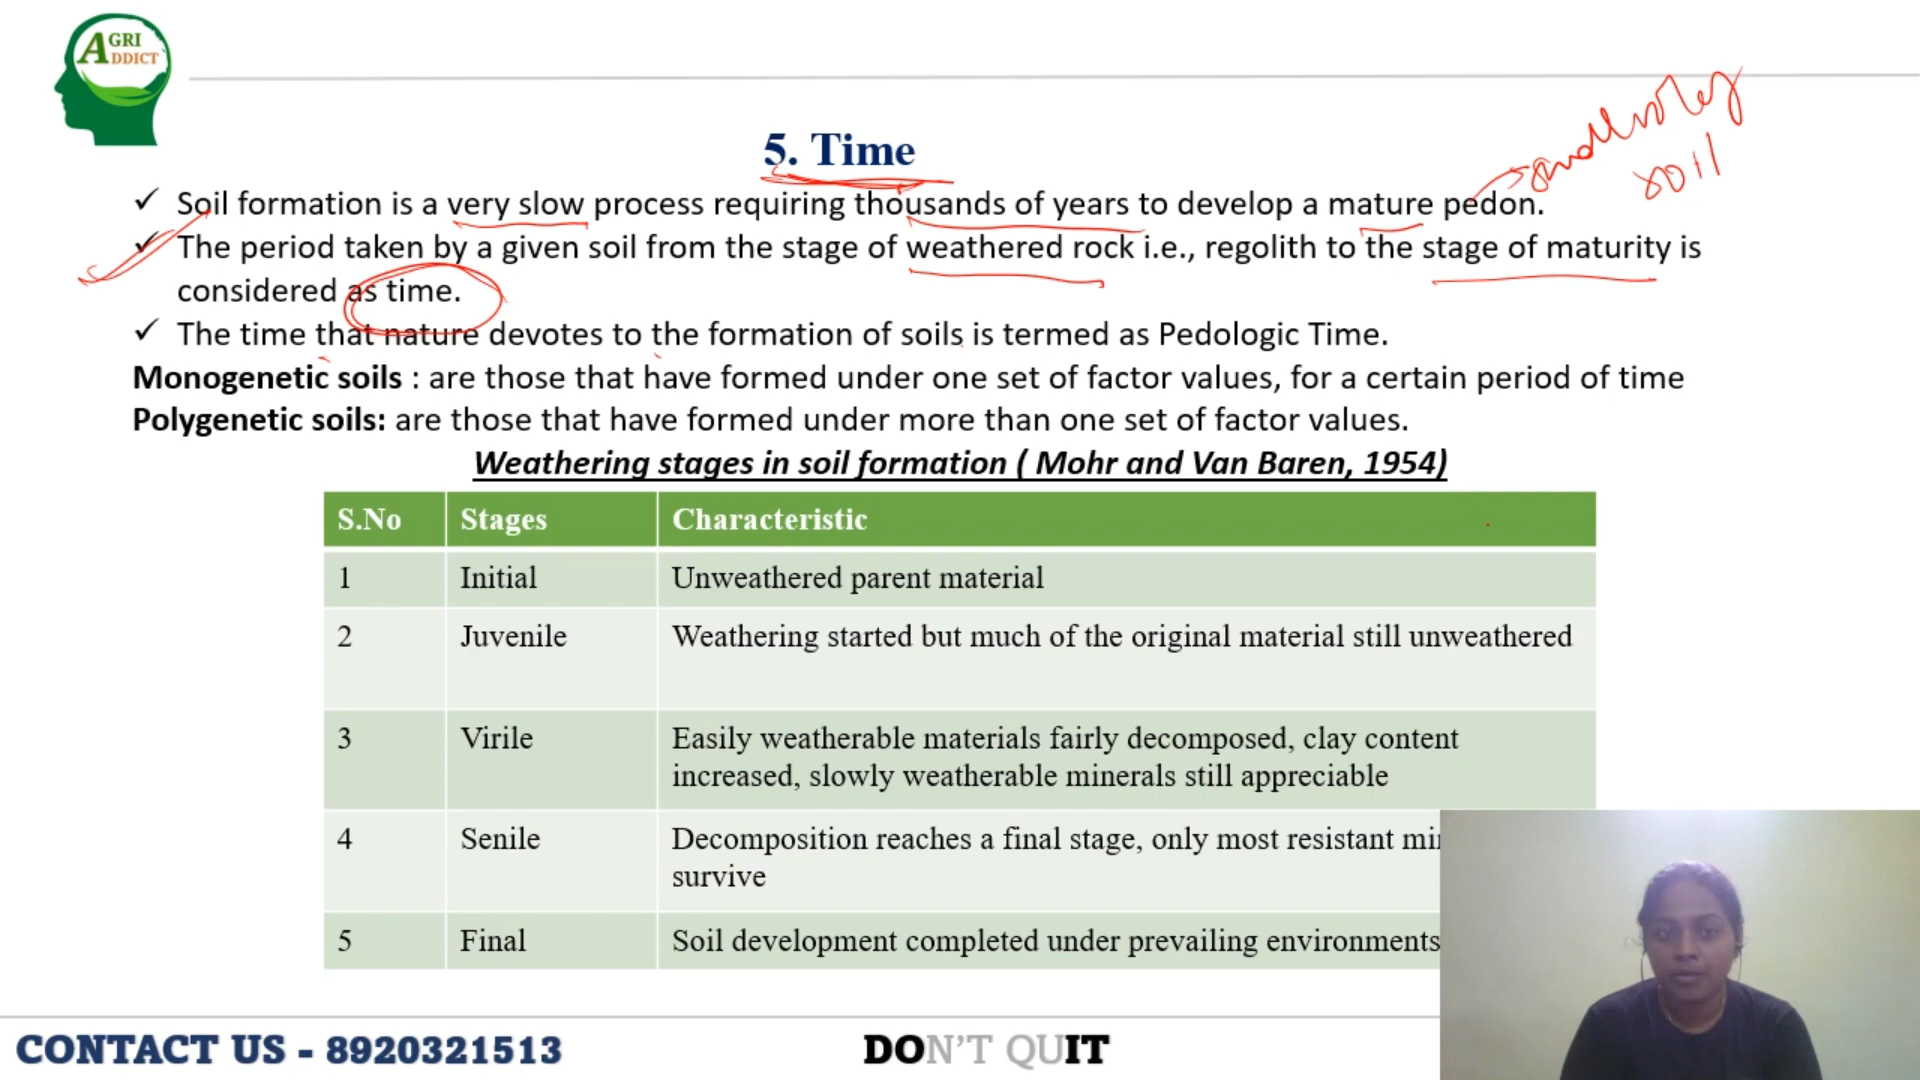 AGRI
ADDICT
5. Time
✓ Soil formation is a very slow process requiring thousands of years to develop a mature pedon.
✓ The period taken by a given soil from the stage of weathered rock i.e., regolith to the stage of maturity is
considered as time.
✓ The time that nature devotes to the formation of soils is termed as Pedologic Time.
Monogenetic soils : are those that have formed under one set of factor values, for a certain period of time
Polygenetic soils: are those that have formed under more than one set of factor values.
Weathering stages in soil formation ( Mohr and Van Baren, 1954)
S.No Stages Characteristic
1 Initial Unweathered parent material
2 Juvenile Weathering started but much of the original material still unweathered
3 Virile Easily weatherable materials fairly decomposed, clay content
increased, slowly weatherable minerals still appreciable
4 Senile Decomposition reaches a final stage, only most resistant
survive
5 Final Soil development completed under prevailing environments
soil
CONTACT US - 8920321513
DON'T QUIT